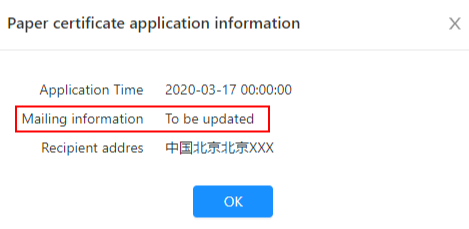 Paper certificate application information
Application Time 2020-03-17 00:00:00
Mailing information To be updated
Recipient addres 中国北京北京XXX
OK